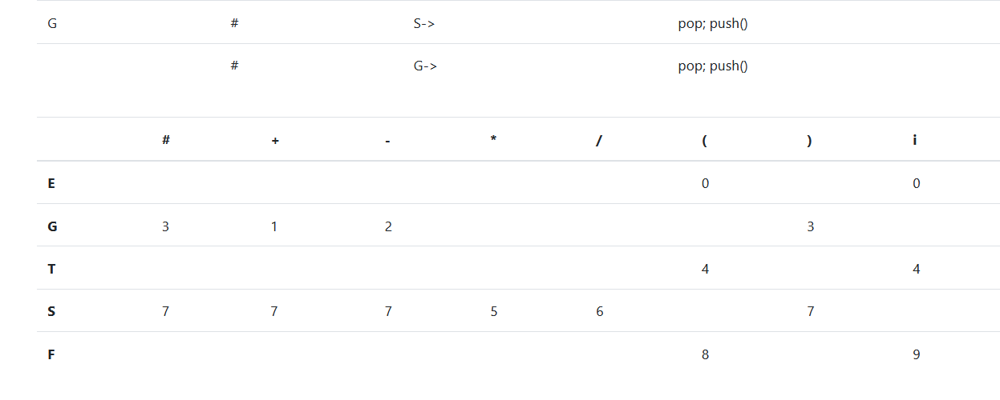 G # S-> pop; push()
# G-> pop; push()
# + - * / ( ) i
E 0 0
G 3 1 2 3
T 4 4
S 7 7 7 5 6 7
F 8 9